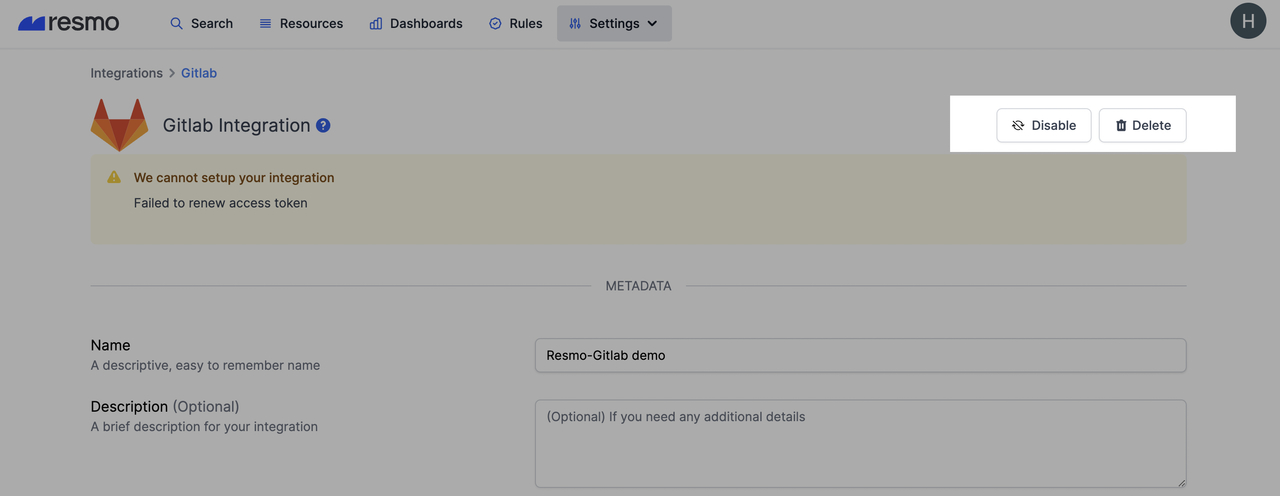 resmo
Search
Resources
Dashboards
Rules
Settings
H
Integrations > Gitlab
Gitlab Integration ?
Disable
Delete
We cannot setup your integration
Failed to renew access token
METADATA
Name
A descriptive, easy to remember name
Resmo-Gitlab demo
Description (Optional)
A brief description for your integration
(Optional) If you need any additional details